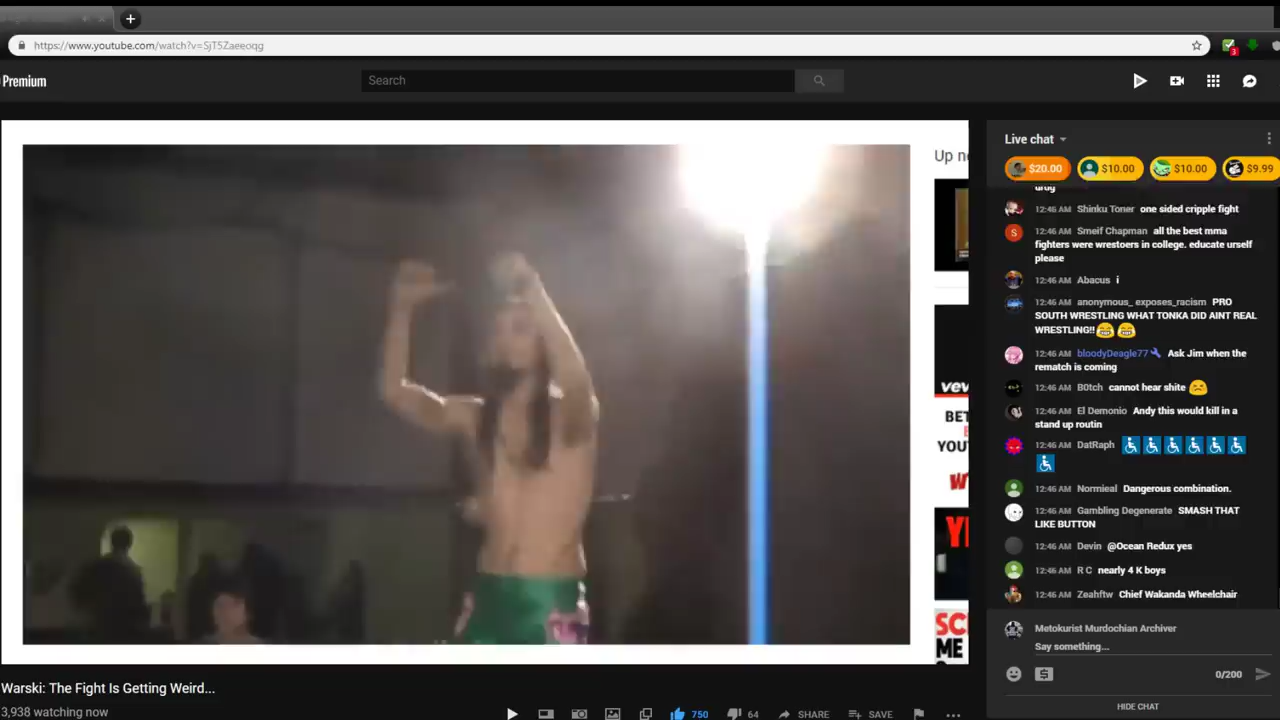 https://www.youtube.com/watch?v=SjT5Zaeeoqg
3
Premium
Search
Up n
vev
BET
YOU
SC
ME
Live chat
$20.00 $10.00 $10.00 $9.99
drug
12:46 AM Shinku Toner one sided cripple fight
S 12:46 AM Smeif Chapman all the best mma
fighters were wrestoers in college. educate urself
please
12:46 AM Abacus i
12:46 AM anonymous_ exposes_racism PRO
SOUTH WRESTLING WHAT TONKA DID AINT REAL
WRESTLING!! 😂 😂
12:46 AM bloodyDeagle77 Ask Jim when the
rematch is coming
12:46 AM B0tch cannot hear shite
12:46 AM El Demonio Andy this would kill in a
stand up routin
12:46 AM DatRaph ♿♿♿♿♿♿
♿
12:46 AM Normieal Dangerous combination.
12:46 AM Gambling Degenerate SMASH THAT
LIKE BUTTON
12:46 AM Devin @Ocean Redux yes
12:46 AM R C nearly 4 K boys
12:46 AM Zeahftw Chief Wakanda Wheelchair
Metokurist Murdochian Archiver
Say something...
0/200
HIDE CHAT
Warski: The Fight Is Getting Weird...
3,938 watching now
750 64 SHARE SAVE